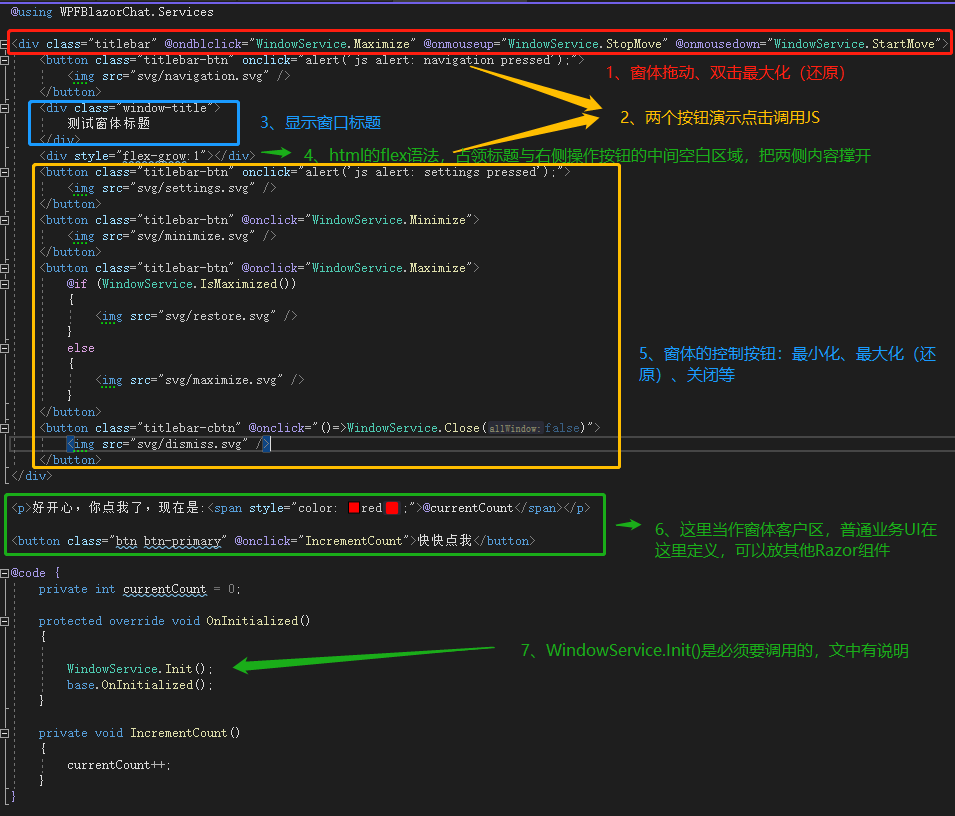 @using WPFBlazorChat.Services
<div class="titlebar" @ondblclick="WindowService.Maximize" @onmouseup="WindowService.StopMove" @onmousedown="WindowService.StartMove">
<button class="titlebar-btn" onclick="alert('js alert: navigation pressed');">
1、窗体拖动、双击最大化（还原）
<img src="svg/navigation.svg" />
</button>
<div class="window-title">
2、两个按钮演示点击调用JS
测试窗体标题
3、显示窗口标题
</div>
<div style="flex-grow:1"></div>
4、html的flex语法，占领标题与右侧操作按钮的中间空白区域，把两侧内容撑开
<button class="titlebar-btn" onclick="alert('js alert: settings pressed');">
<img src="svg/settings.svg" />
</button>
<button class="titlebar-btn" @onclick="WindowService.Minimize">
<img src="svg/minimize.svg" />
</button>
<button class="titlebar-btn" @onclick="WindowService.Maximize">
@if (WindowService.IsMaximized())
{
<img src="svg/restore.svg" />
}
else
{
<img src="svg/maximize.svg" />
}
</button>
5、窗体的控制按钮：最小化、最大化（还
原）、关闭等
<button class="titlebar-cbtn" @onclick="()=>WindowService.Close(allWindow:false)">
<img src="svg/dismiss.svg" />
</button>
</div>
<p>好开心，你点我了，现在是:<span style="color: red;">@currentCount</span></p>
<button class="btn btn-primary" @onclick="IncrementCount">快快点我</button>
6、这里当作窗体客户区，普通业务UI在
这里定义，可以放其他Razor组件
@code {
private int currentCount = 0;
protected override void OnInitialized()
{
WindowService.Init();
7、WindowService.Init()是必须要调用的，文中有说明
base.OnInitialized();
}
private void IncrementCount()
{
currentCount++;
}
}